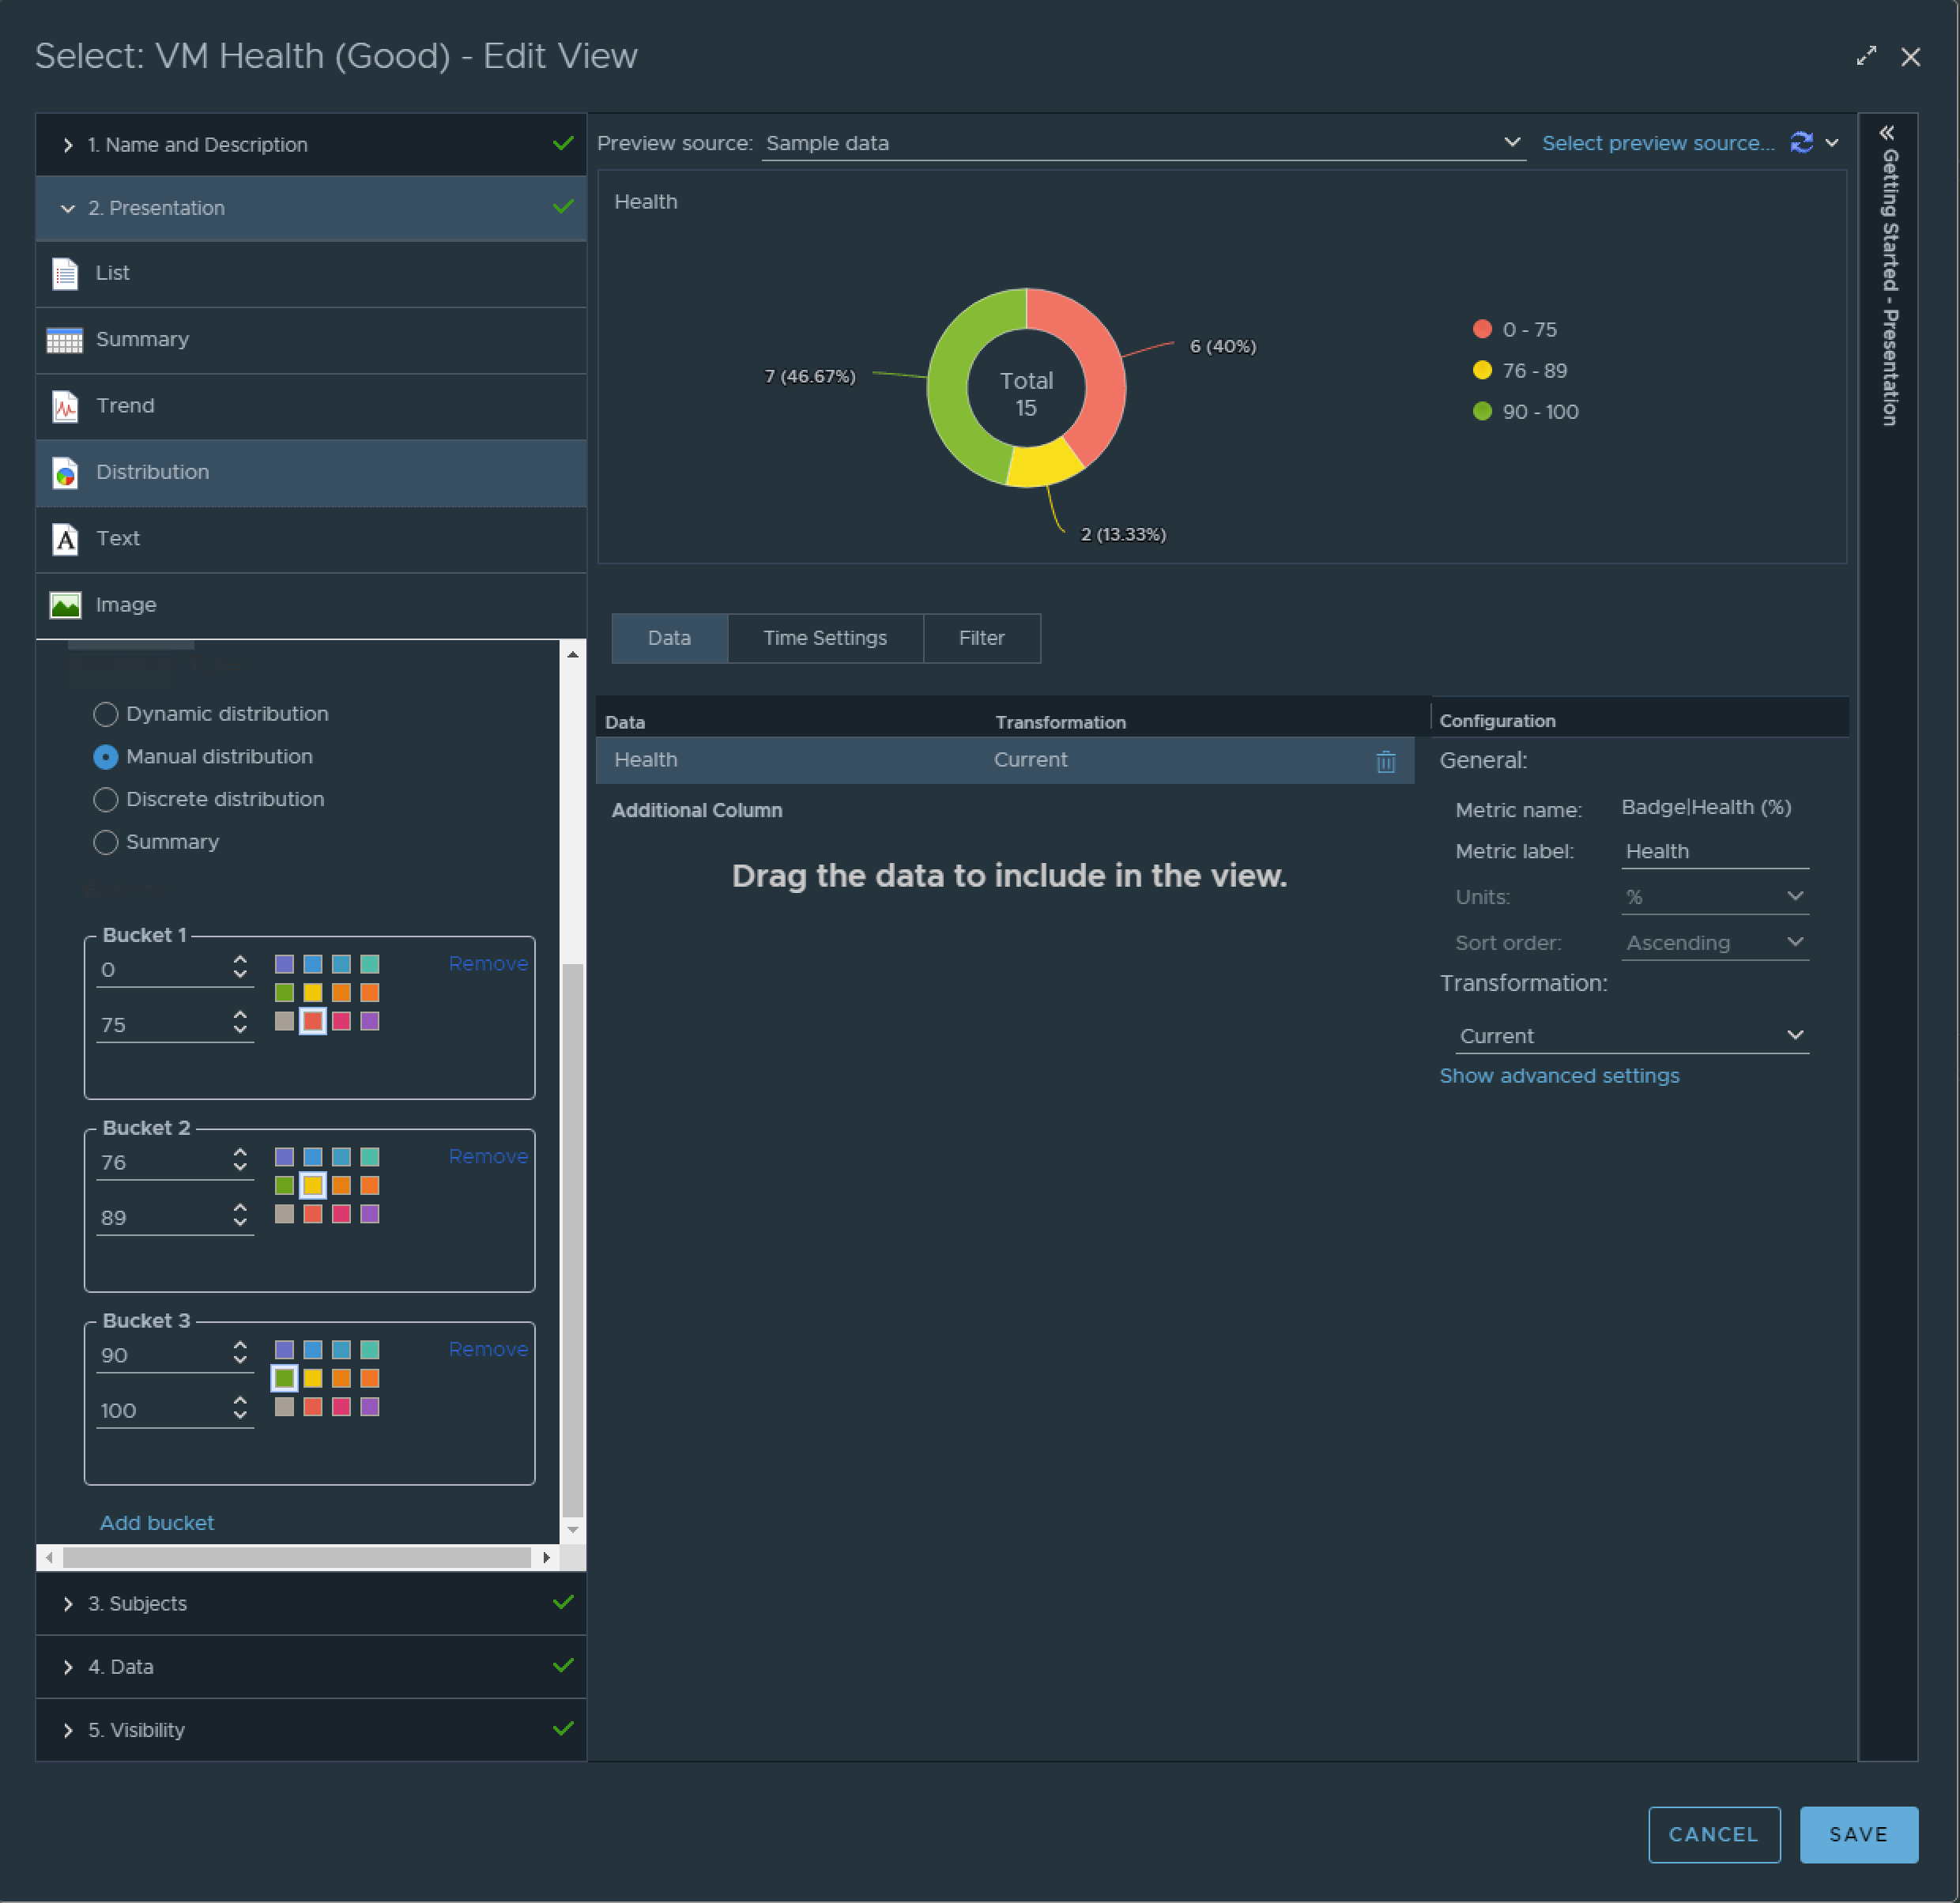 Select: VM Health (Good) - Edit View
1. Name and Description
2. Presentation
List
Summary
Trend
Distribution
Text
Image
Dynamic distribution
Manual distribution
Discrete distribution
Summary
Bucket 1
0
75
Remove
Bucket 2
76
89
Remove
Bucket 3
90
100
Remove
Add bucket
3. Subjects
4. Data
5. Visibility
Preview source: Sample data Select preview source...
Health
6 (40%)
7 (46.67%)
Total
15
2 (13.33%)
0 - 75
76 - 89
90 - 100
Data Time Settings Filter
Data Transformation
Health Current
Additional Column
Drag the data to include in the view.
Configuration
General:
Metric name: Badge|Health (%)
Metric label: Health
Units: %
Sort order: Ascending
Transformation:
Current
Show advanced settings
Getting Started - Presentation
CANCEL SAVE